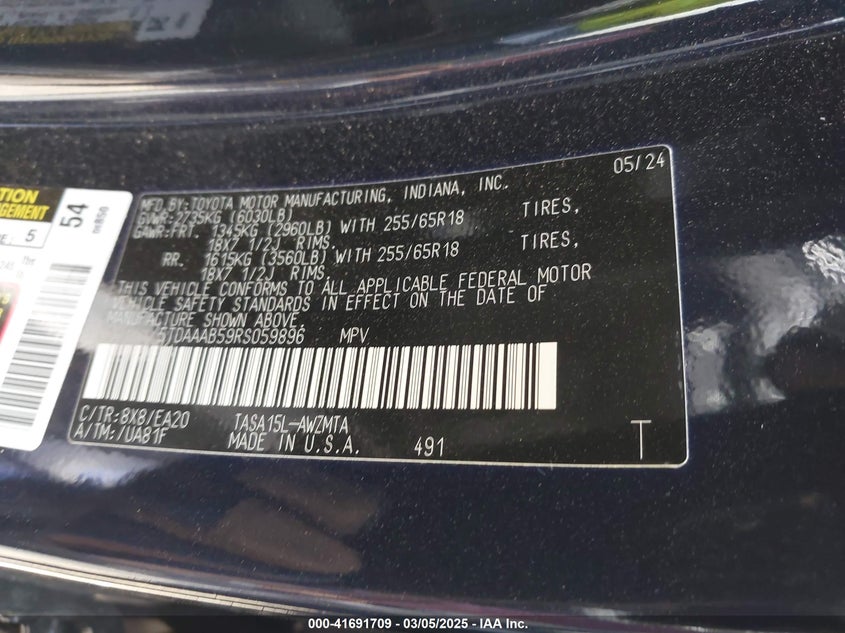 05/24
MFD.BY:TOYOTA MOTOR MANUFACTURING, INDIANA, INC.
GVWR:2735KG (6030LB)
GAWR:FRT. 1345KG (2960LB) WITH 255/65R18 TIRES,
18X7 1/2J RIMS.
RR. 1615KG (3560LB) WITH 255/65R18 TIRES,
18X7 1/2J RIMS.
THIS VEHICLE CONFORMS TO ALL APPLICABLE FEDERAL MOTOR
VEHICLE SAFETY STANDARDS IN EFFECT ON THE DATE OF
MANUFACTURE SHOWN ABOVE.
5TDAAAB59RS059896 MPV
C/TR:8X8/EA20 TASA15L-AWZMTA
A/TM:/UA81F MADE IN U.S.A. 491 T
5
54
000-41691709 - 03/05/2025 - IAA Inc.